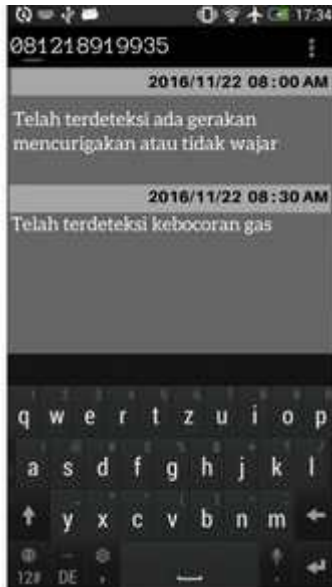 17:34
081218919935
2016/11/22 08:00 AM
Telah terdeteksi ada gerakan
mencurigakan atau tidak wajar
2016/11/22 08:30 AM
Telah terdeteksi kebocoran gas
q w e r t z u i o p
a s d f g h j k l
y x c v b n m
12# DE ,